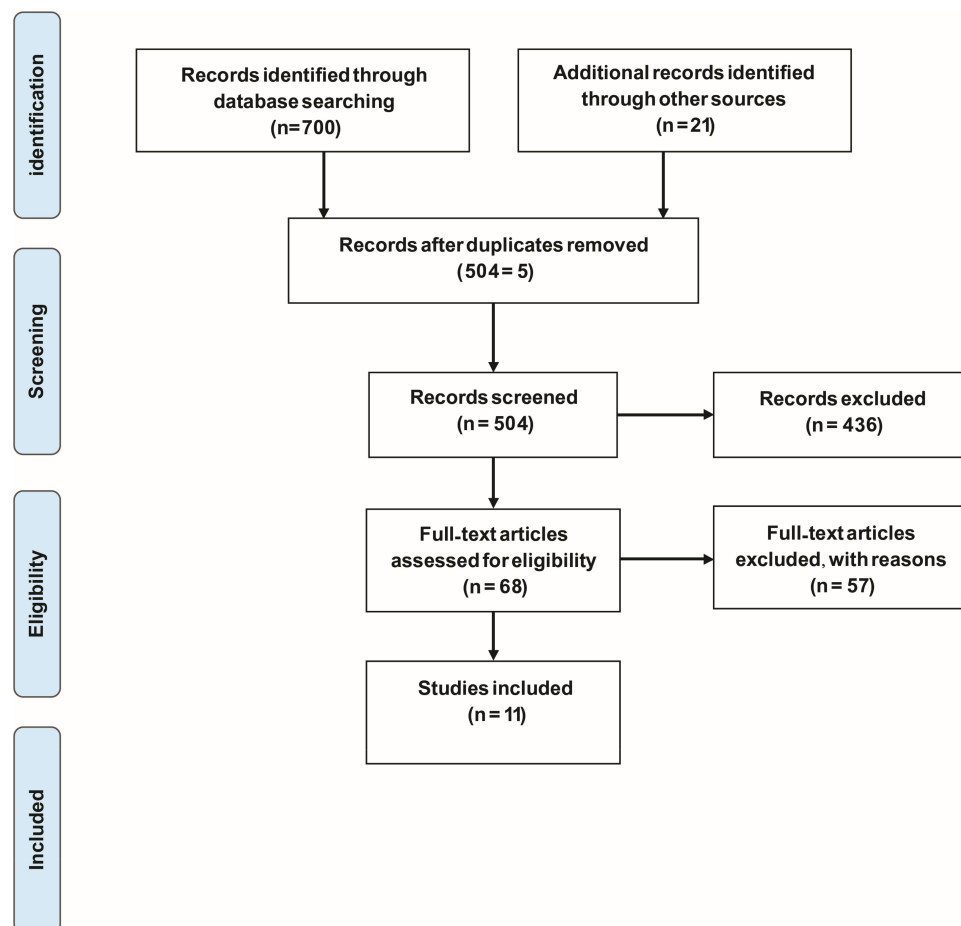 identification
Records identified through
database searching
(n=700)
Additional records identified
through other sources
(n=21)
Records after duplicates removed
(504=5)
Screening
Records screened
(n=504)
Records excluded
(n=436)
Eligibility
Full-text articles
assessed for eligibility
(n=68)
Full-text articles
excluded, with reasons
(n=57)
Studies included
(n=11)
Included